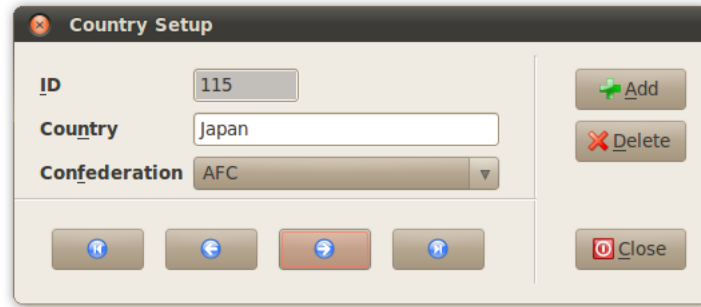 Country Setup
ID 115
Country Japan
Confederation AFC
Add
Delete
Close